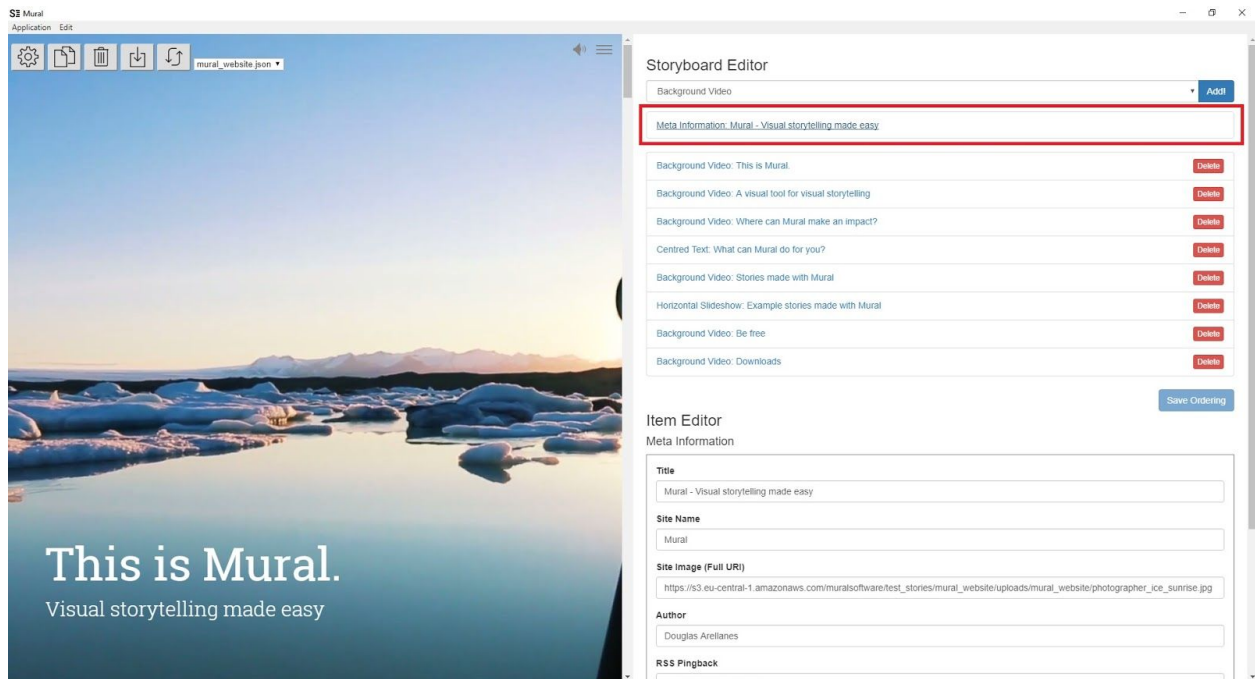 SE Mural
Application Edit
mural_website.json
This is Mural.
Visual storytelling made easy
Storyboard Editor
Background Video
Add!
Meta Information: Mural - Visual storytelling made easy
Background Video: This is Mural.
Delete
Background Video: A visual tool for visual storytelling
Delete
Background Video: Where can Mural make an impact?
Delete
Centred Text: What can Mural do for you?
Delete
Background Video: Stories made with Mural
Delete
Horizontal Slideshow: Example stories made with Mural
Delete
Background Video: Be free
Delete
Background Video: Downloads
Delete
Save Ordering
Item Editor
Meta Information
Title
Mural - Visual storytelling made easy
Site Name
Mural
Site Image (Full URI)
https://s3.eu-central-1.amazonaws.com/muralsoftware/test_stories/mural_website/uploads/mural_website/photographer_ice_sunrise.jpg
Author
Douglas Arellanes
RSS Pingback